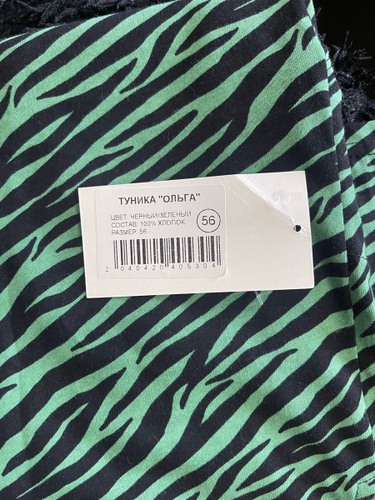 ТУНИКА "ОЛЬГА"
ЦВЕТ: ЧЕРНЫЙ/ЗЕЛЕНЫЙ
СОСТАВ: 100% ХЛОПОК
РАЗМЕР: 56
56
2040420405304